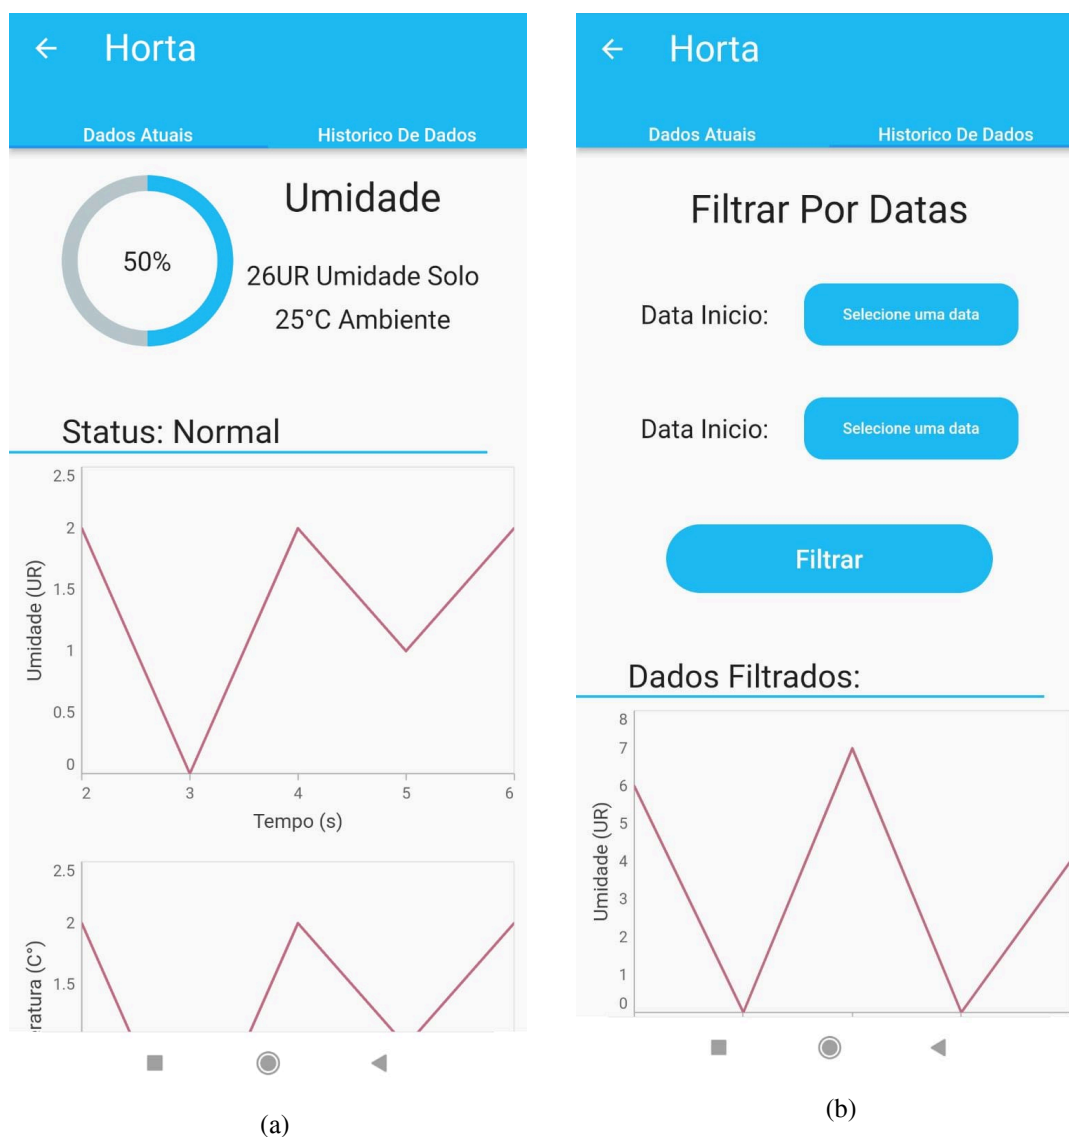 Horta
Dados Atuais Historico De Dados
50%
Umidade
26UR Umidade Solo
25°C Ambiente
Status: Normal
2.5
2
1.5
1
0.5
0
Umidade (UR)
2 3 4 5 6
Tempo (s)
2.5
2
1.5
ratura (C°)
(a)
Horta
Dados Atuais Historico De Dados
Filtrar Por Datas
Data Inicio: Selecione uma data
Data Inicio: Selecione uma data
Filtrar
Dados Filtrados:
8
7
6
5
4
3
2
1
0
Umidade (UR)
(b)